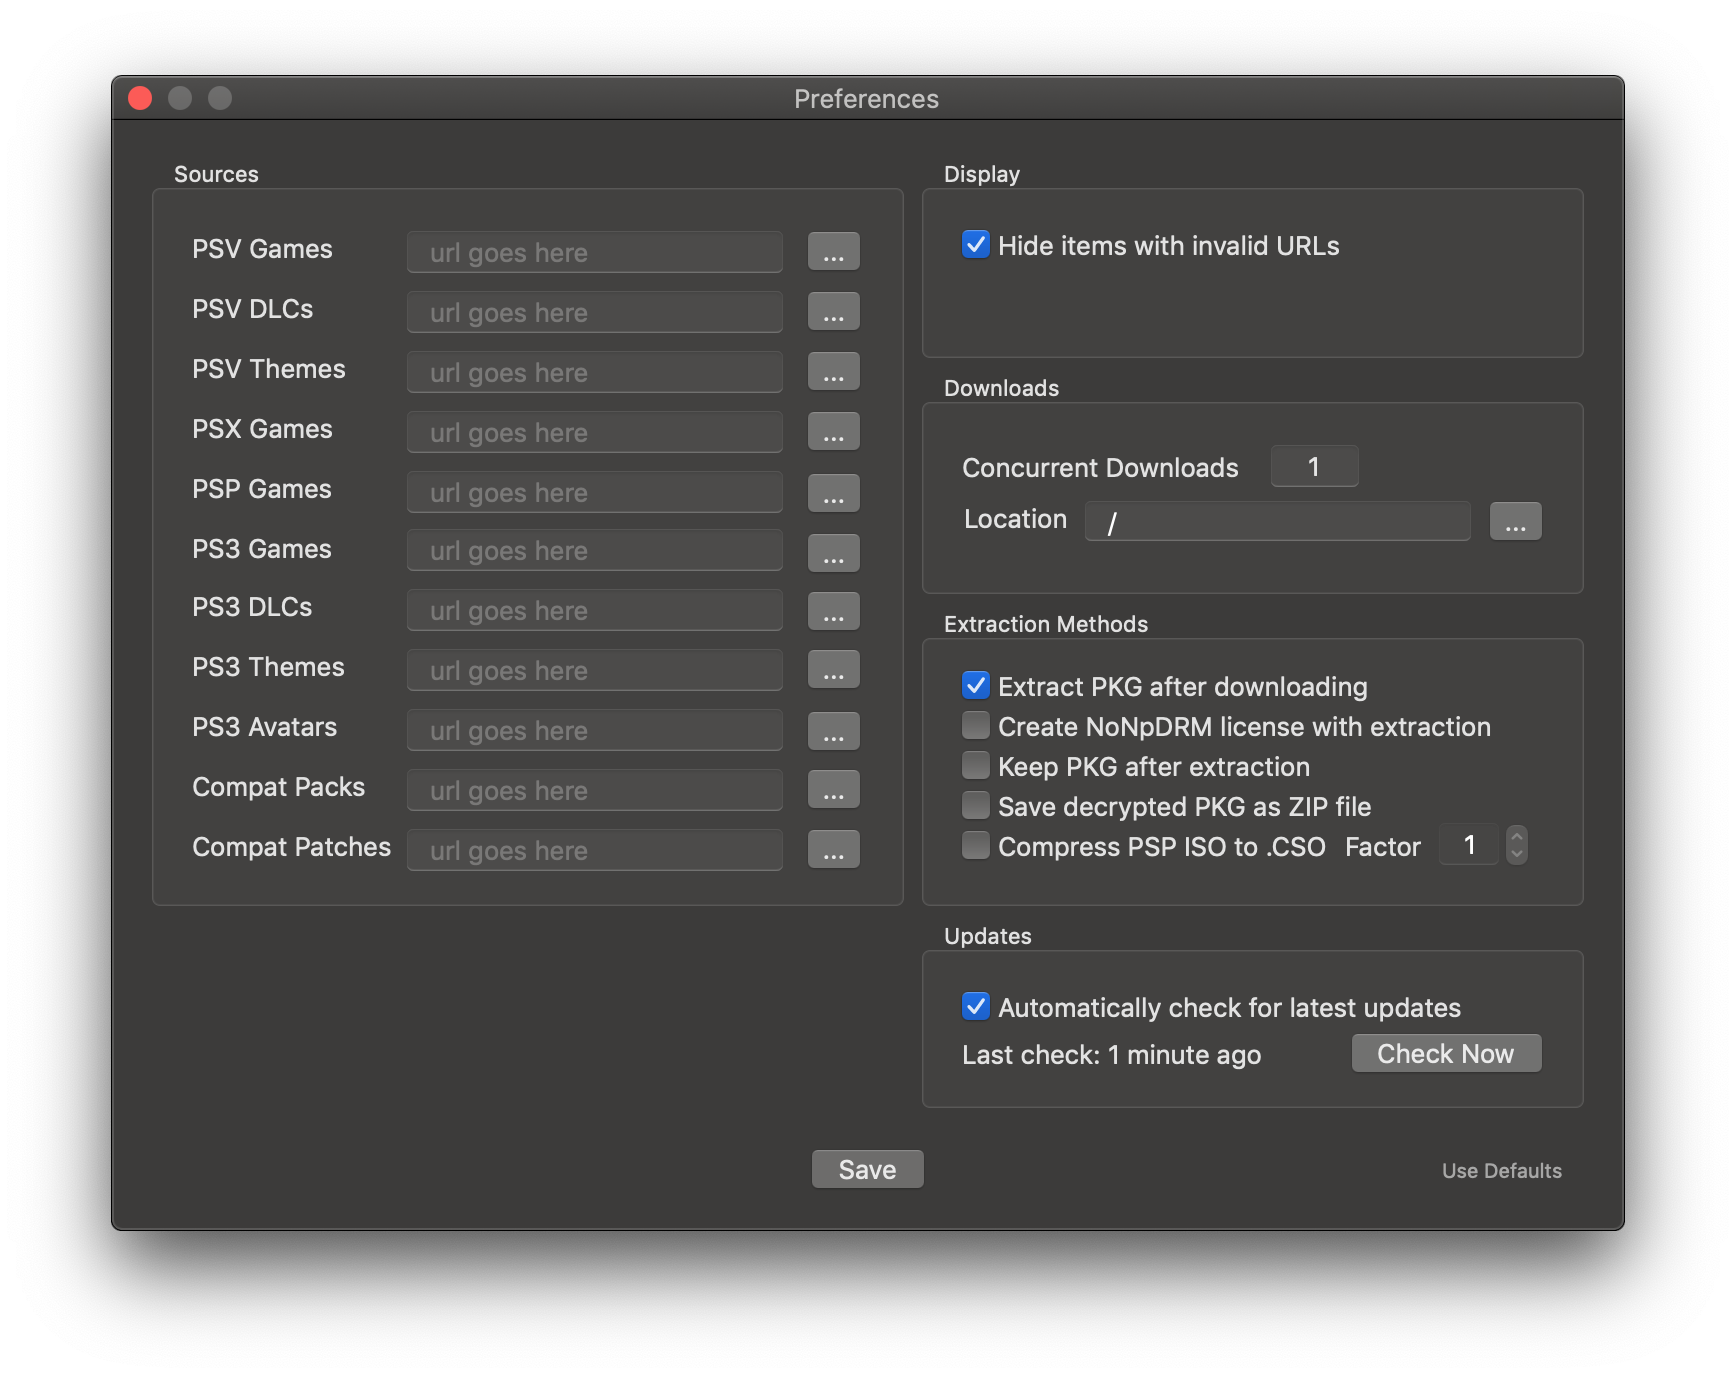 Preferences
Sources
PSV Games url goes here ...
PSV DLCs url goes here ...
PSV Themes url goes here ...
PSX Games url goes here ...
PSP Games url goes here ...
PS3 Games url goes here ...
PS3 DLCs url goes here ...
PS3 Themes url goes here ...
PS3 Avatars url goes here ...
Compat Packs url goes here ...
Compat Patches url goes here ...
Display
Hide items with invalid URLs
Downloads
Concurrent Downloads 1
Location / ...
Extraction Methods
Extract PKG after downloading
Create NoNpDRM license with extraction
Keep PKG after extraction
Save decrypted PKG as ZIP file
Compress PSP ISO to .CSO Factor 1
Updates
Automatically check for latest updates
Last check: 1 minute ago Check Now
Save
Use Defaults